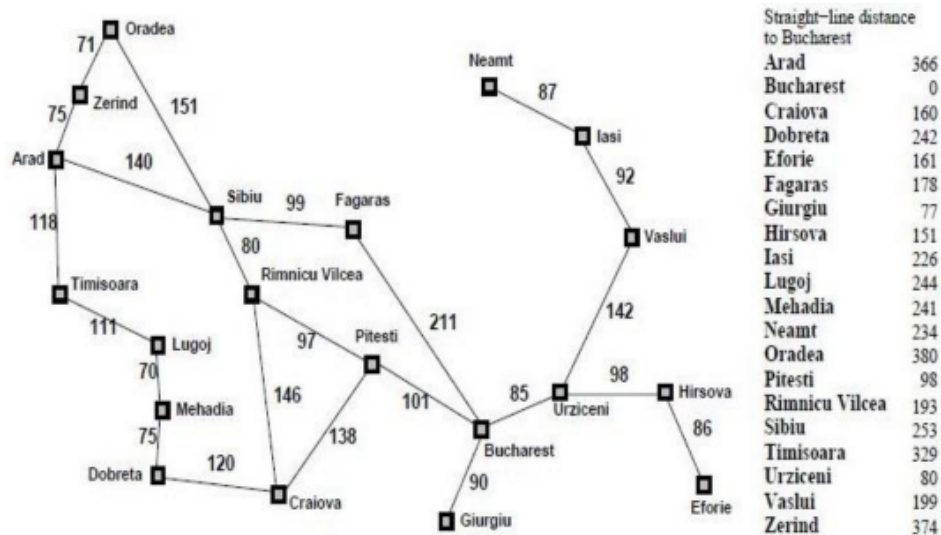 Oradea
71
Zerind
75
151
Arad
140
118
Sibiu
99
Fagaras
80
Rimnicu Vilcea
Timisoara
111
Lugoj
70
Mehadia
75
Dobreta
120
Craiova
146
97
Pitesti
138
211
101
Bucharest
90
Giurgiu
85
Urziceni
98
Hirsova
86
Eforie
142
Vaslui
92
Iasi
87
Neamt
Straight-line distance
to Bucharest
Arad 366
Bucharest 0
Craiova 160
Dobreta 242
Eforie 161
Fagaras 178
Giurgiu 77
Hirsova 151
Iasi 226
Lugoj 244
Mehadia 241
Neamt 234
Oradea 380
Pitesti 98
Rimnicu Vilcea 193
Sibiu 253
Timisoara 329
Urziceni 80
Vaslui 199
Zerind 374